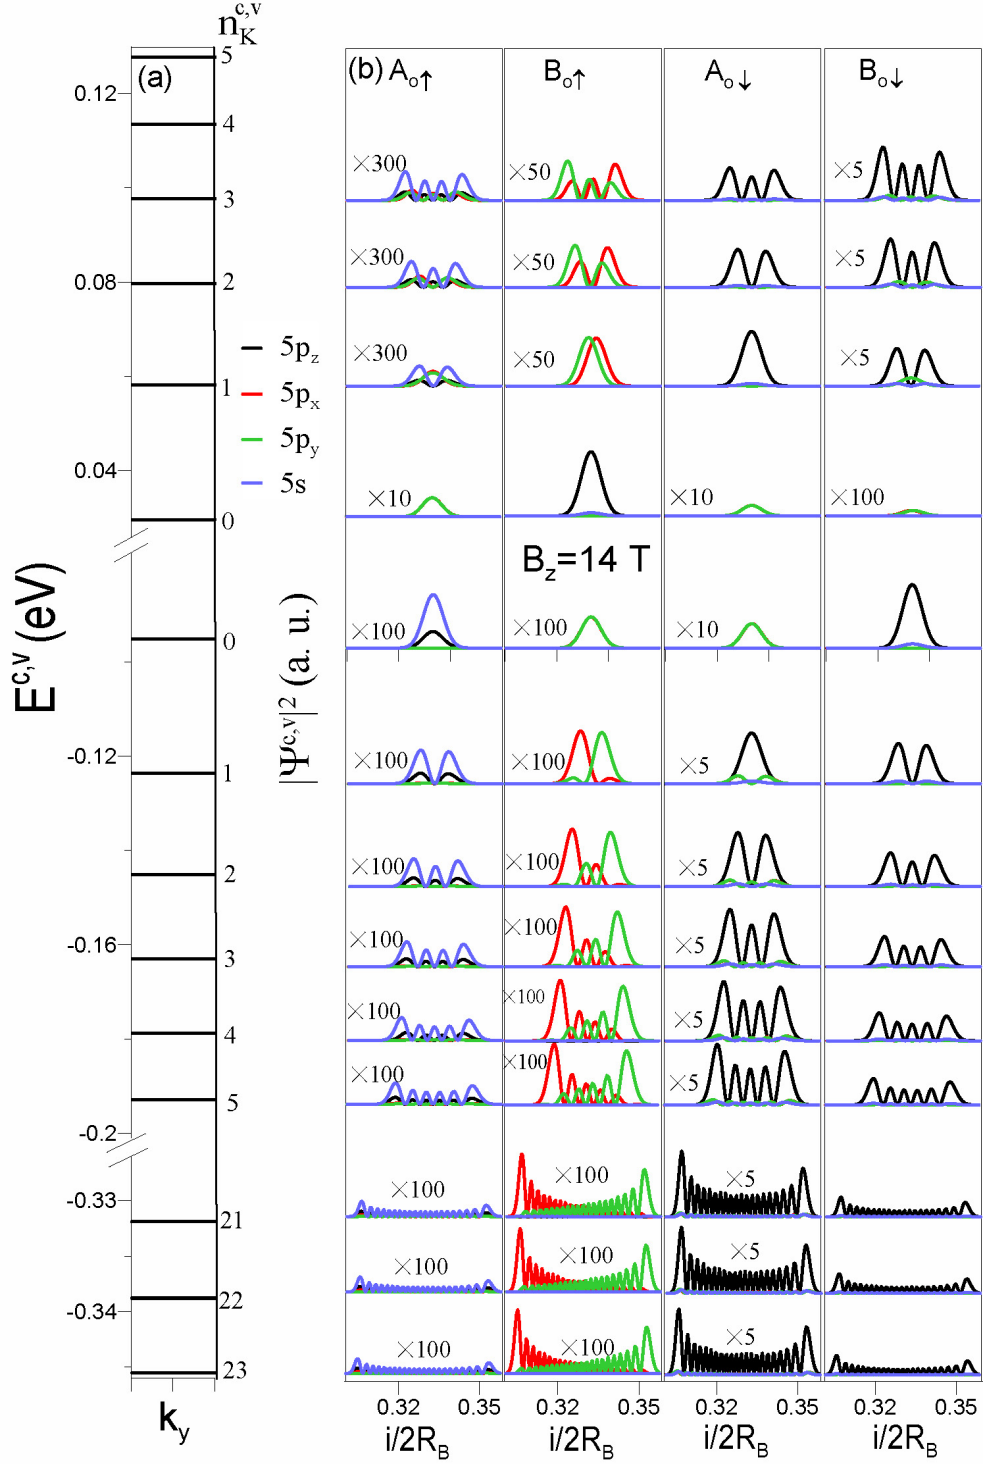 n_K^{c,v}
(a)
5
0.12
4
3
0.08
2
1
0.04
0
0
-0.12
1
2
-0.16
3
4
5
-0.2
-0.33
21
22
-0.34
23
k_y
E^{c,v} (eV)
5p_z
5p_x
5p_y
5s
|Ψ^{c,v}|^2 (a. u.)
(b) A_o↑ B_o↑ A_o↓ B_o↓
×300 ×50 ×5
×300 ×50 ×5
×300 ×50 ×5
×10 ×10 ×100
B_z=14 T
×100 ×100 ×10
×100 ×100 ×5
×100 ×100 ×5
×100 ×100 ×5
×100 ×100 ×5
×100 ×100 ×5
×100 ×100 ×5
×100 ×100 ×5
×100 ×100 ×5
0.32 0.35 0.32 0.35 0.32 0.35 0.32 0.35
i/2R_B i/2R_B i/2R_B i/2R_B